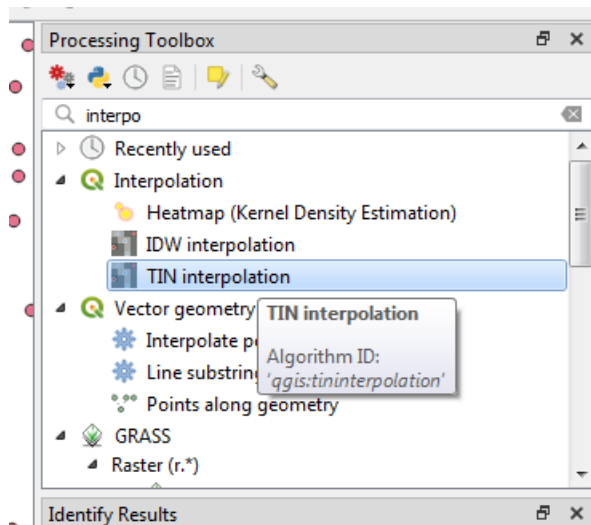 Processing Toolbox
interpo
Recently used
Interpolation
Heatmap (Kernel Density Estimation)
IDW interpolation
TIN interpolation
Vector geometry
TIN interpolation
Interpolate
Algorithm ID:
Line substring
'qgis:tininterpolation'
Points along geometry
GRASS
Raster (r.*)
Identify Results